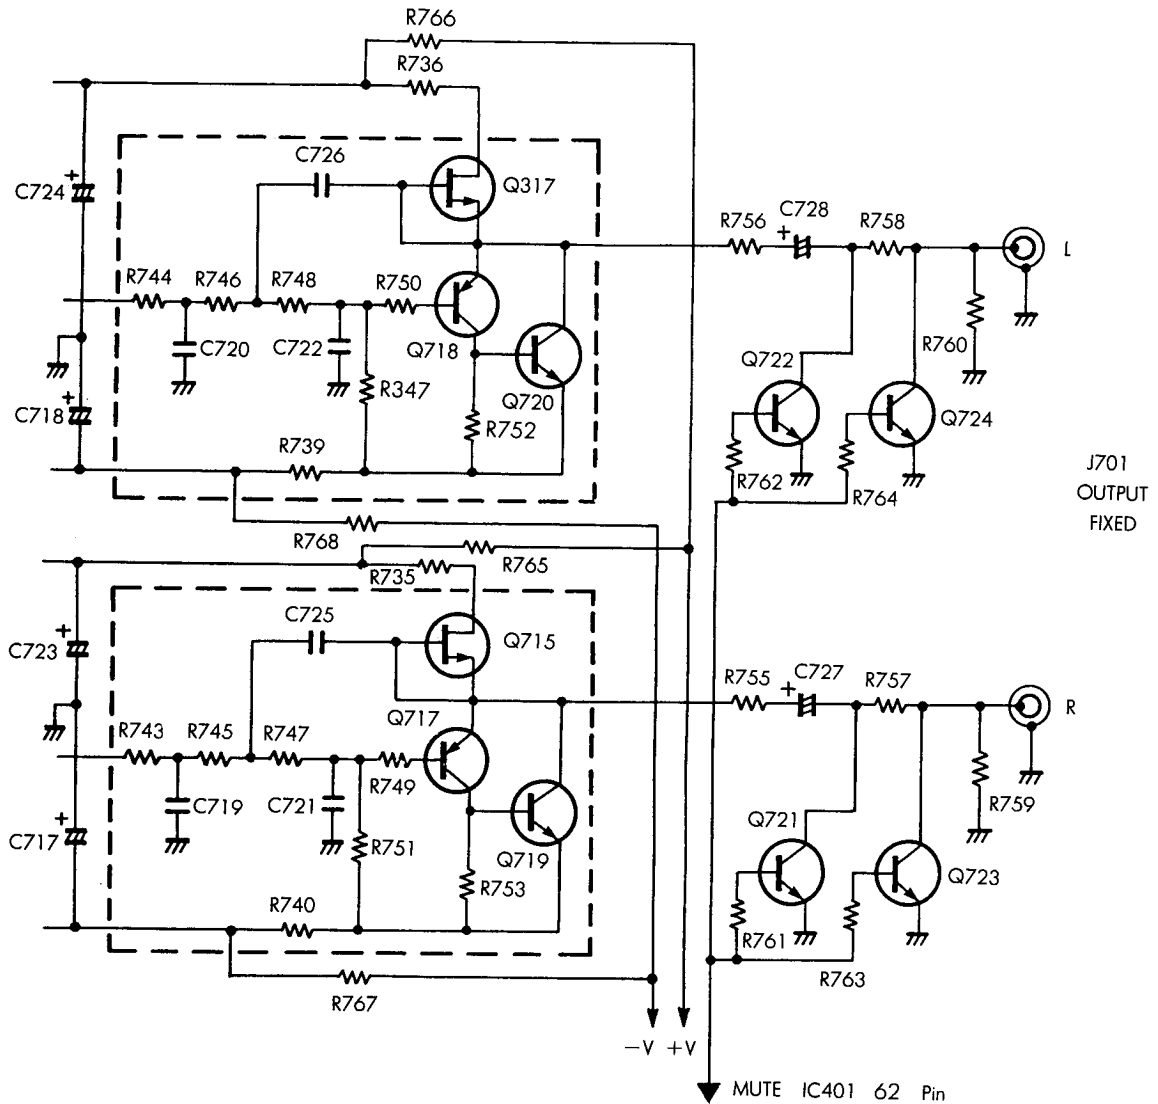 R766
R736
C726
C724
+
Q317
R756
C728
+
R758
L
R744
R746
R748
R750
C720
C722
Q718
R347
Q720
R760
Q722
Q724
C718
+
R752
R739
R762
R764
J701
OUTPUT
FIXED
R768
R765
R735
C725
C723
+
Q715
R755
C727
+
R757
R
R743
R745
R747
Q717
R749
C719
C721
R759
C717
+
R751
Q719
R753
Q721
Q723
R740
R761
R763
R767
−V
+V
MUTE IC401 62 Pin